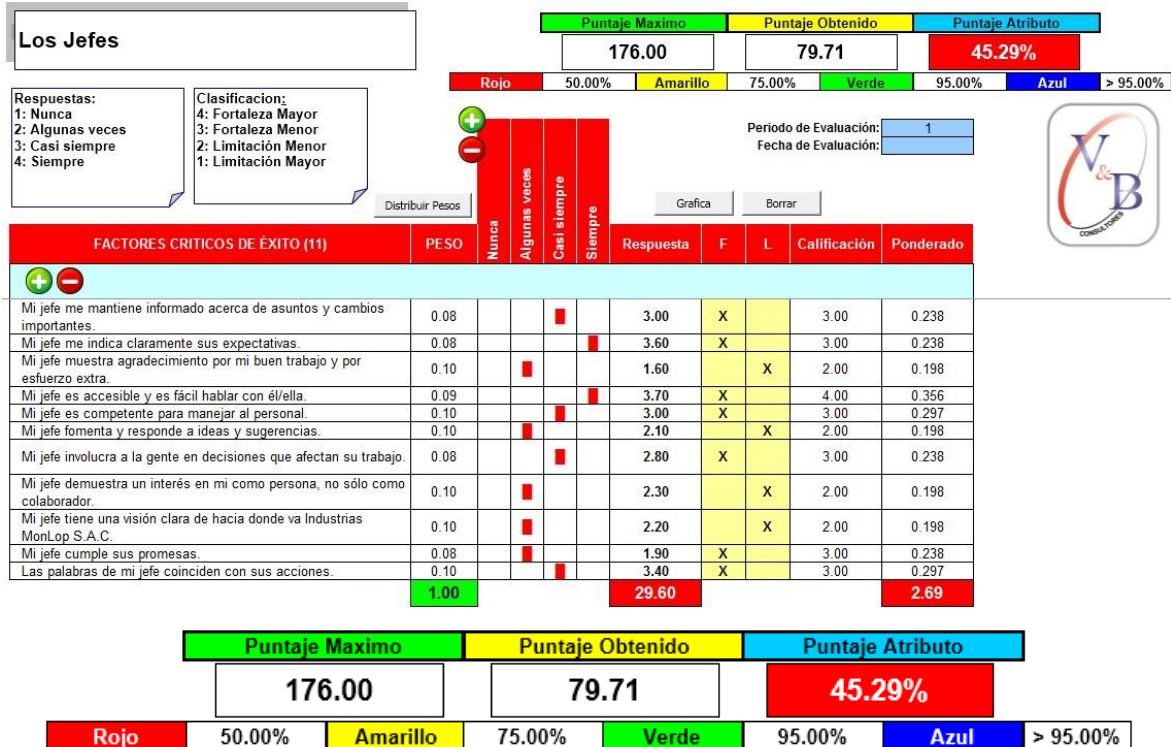 Los Jefes
Puntaje Maximo Puntaje Obtenido Puntaje Atributo
176.00 79.71 45.29%
Rojo 50.00% Amarillo 75.00% Verde 95.00% Azul > 95.00%
Respuestas:
1: Nunca
2: Algunas veces
3: Casi siempre
4: Siempre
Clasificacion:
4: Fortaleza Mayor
3: Fortaleza Menor
2: Limitación Menor
1: Limitación Mayor
Periodo de Evaluación: 1
Fecha de Evaluación:
V&B
CONSULTORES
Distribuir Pesos
Grafica
Borrar
FACTORES CRITICOS DE ÉXITO (11) PESO Nunca Algunas veces Casi siempre Siempre Respuesta F L Calificación Ponderado
Mi jefe me mantiene informado acerca de asuntos y cambios
importantes. 0.08 3.00 X 3.00 0.238
Mi jefe me indica claramente sus expectativas. 0.08 3.60 X 3.00 0.238
Mi jefe muestra agradecimiento por mi buen trabajo y por
esfuerzo extra. 0.10 1.60 X 2.00 0.198
Mi jefe es accesible y es fácil hablar con él/ella. 0.09 3.70 X 4.00 0.356
Mi jefe es competente para manejar al personal. 0.10 3.00 X 3.00 0.297
Mi jefe fomenta y responde a ideas y sugerencias. 0.10 2.10 X 2.00 0.198
Mi jefe involucra a la gente en decisiones que afectan su trabajo. 0.08 2.80 X 3.00 0.238
Mi jefe demuestra un interés en mi como persona, no sólo como
colaborador. 0.10 2.30 X 2.00 0.198
Mi jefe tiene una visión clara de hacia donde va Industrias
MonLop S.A.C. 0.10 2.20 X 2.00 0.198
Mi jefe cumple sus promesas. 0.08 1.90 X 3.00 0.238
Las palabras de mi jefe coinciden con sus acciones. 0.10 3.40 X 3.00 0.297
1.00 29.60 2.69
Puntaje Maximo Puntaje Obtenido Puntaje Atributo
176.00 79.71 45.29%
Rojo 50.00% Amarillo 75.00% Verde 95.00% Azul > 95.00%